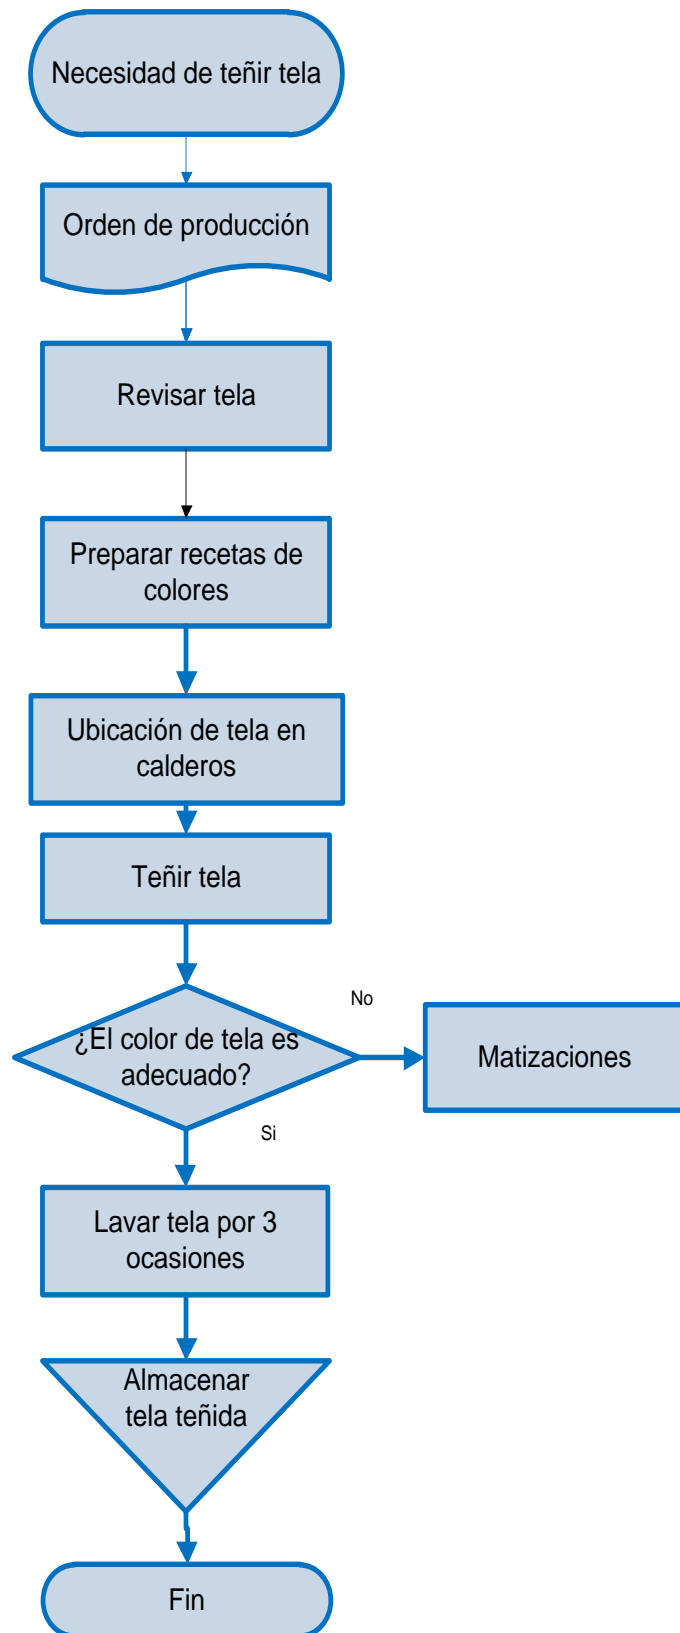 Necesidad de teñir tela
Orden de producción
Revisar tela
Preparar recetas de
colores
Ubicación de tela en
calderos
Teñir tela
¿El color de tela es
adecuado?
No
Matizaciones
Si
Lavar tela por 3
ocasiones
Almacenar
tela teñida
Fin